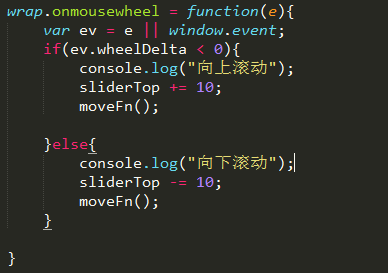 wrap.onmousewheel = function(e){
var ev = e || window.event;
if(ev.wheelDelta < 0){
console.log("向上滚动");
sliderTop += 10;
moveFn();
}else{
console.log("向下滚动");
sliderTop -= 10;
moveFn();
}
}